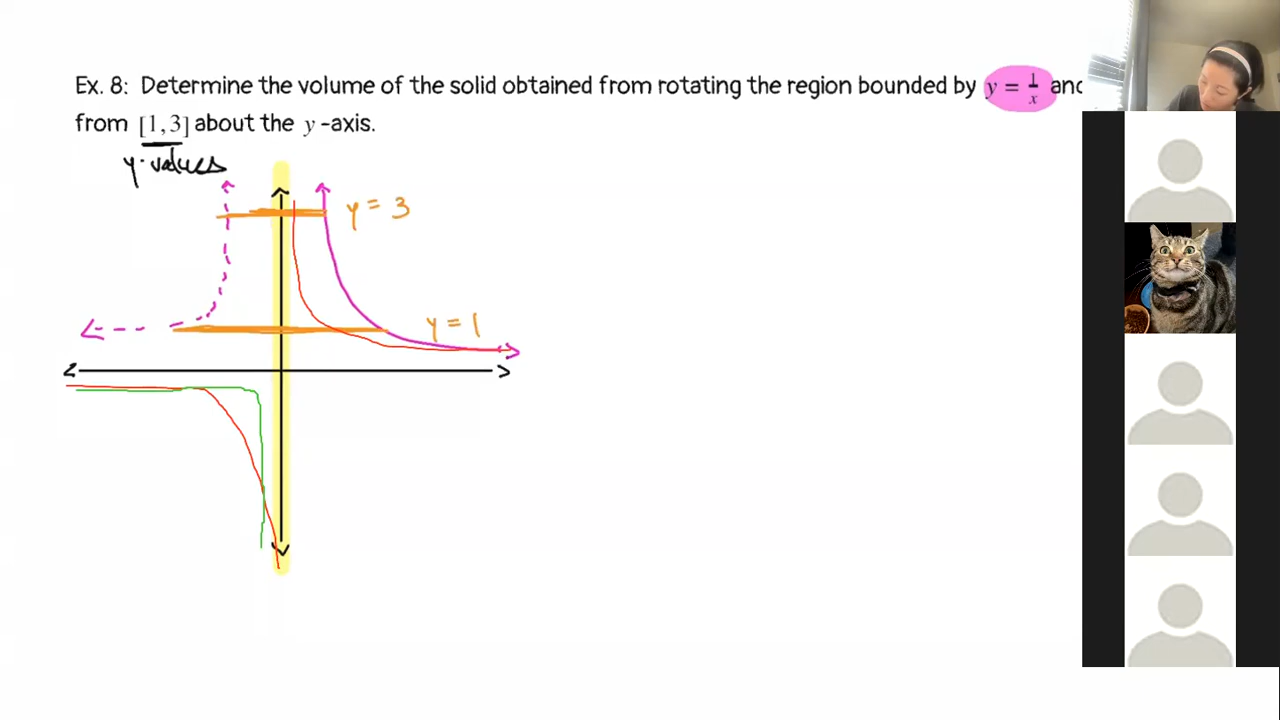 Ex. 8: Determine the volume of the solid obtained from rotating the region bounded by y = 1/x and
from [1, 3] about the y-axis.
y-values
y = 3
y = 1